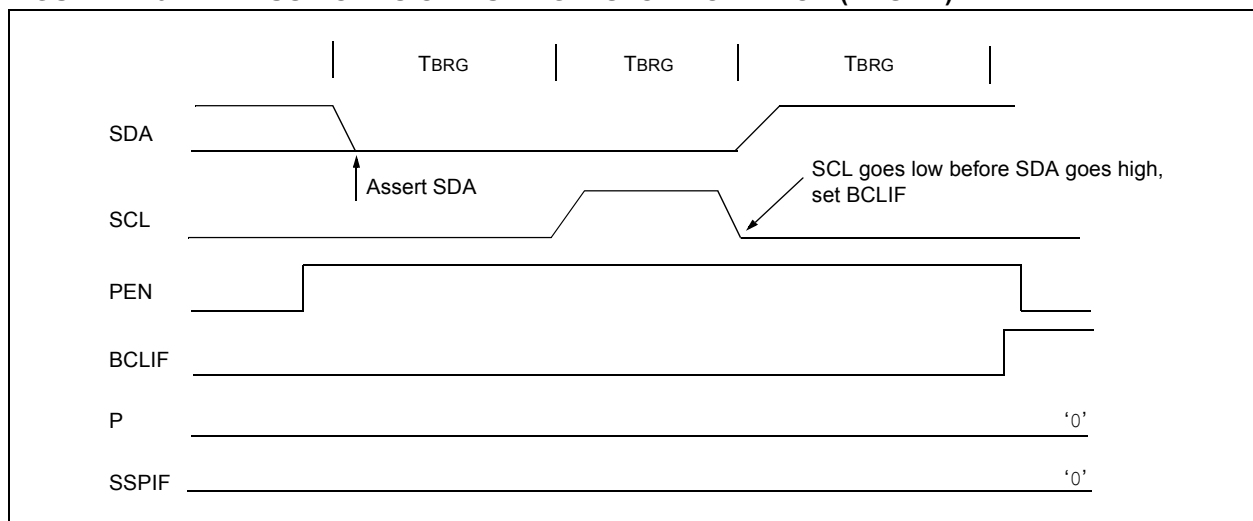 TBRG TBRG TBRG
SDA
Assert SDA
SCL goes low before SDA goes high,
set BCLIF
SCL
PEN
BCLIF
P '0'
SSPIF '0'